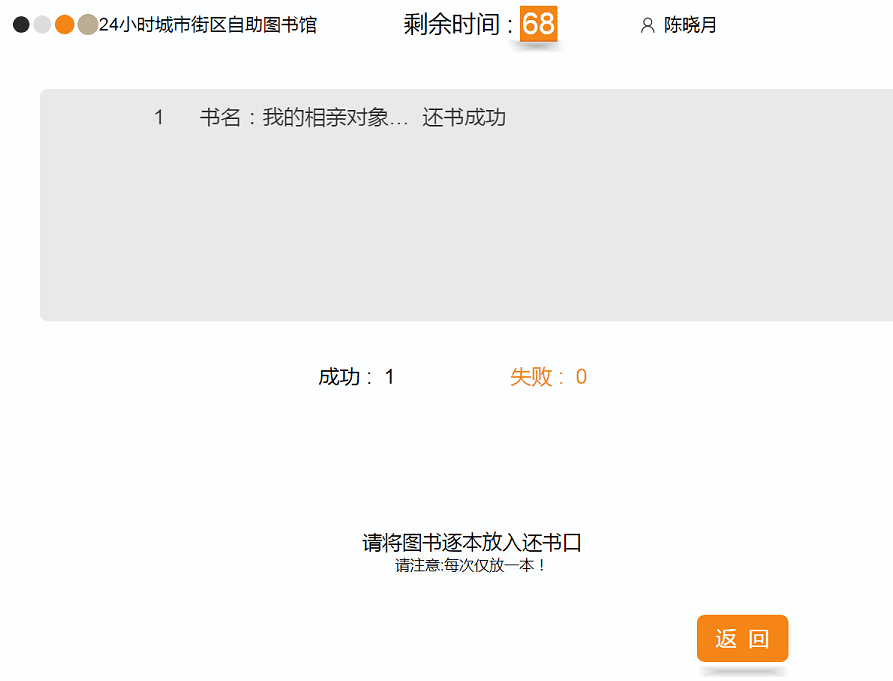 24小时城市街区自助图书馆 剩余时间：68 陈晓月
1 书名：我的相亲对象... 还书成功
成功： 1 失败： 0
请将图书逐本放入还书口
请注意:每次仅放一本！
返 回